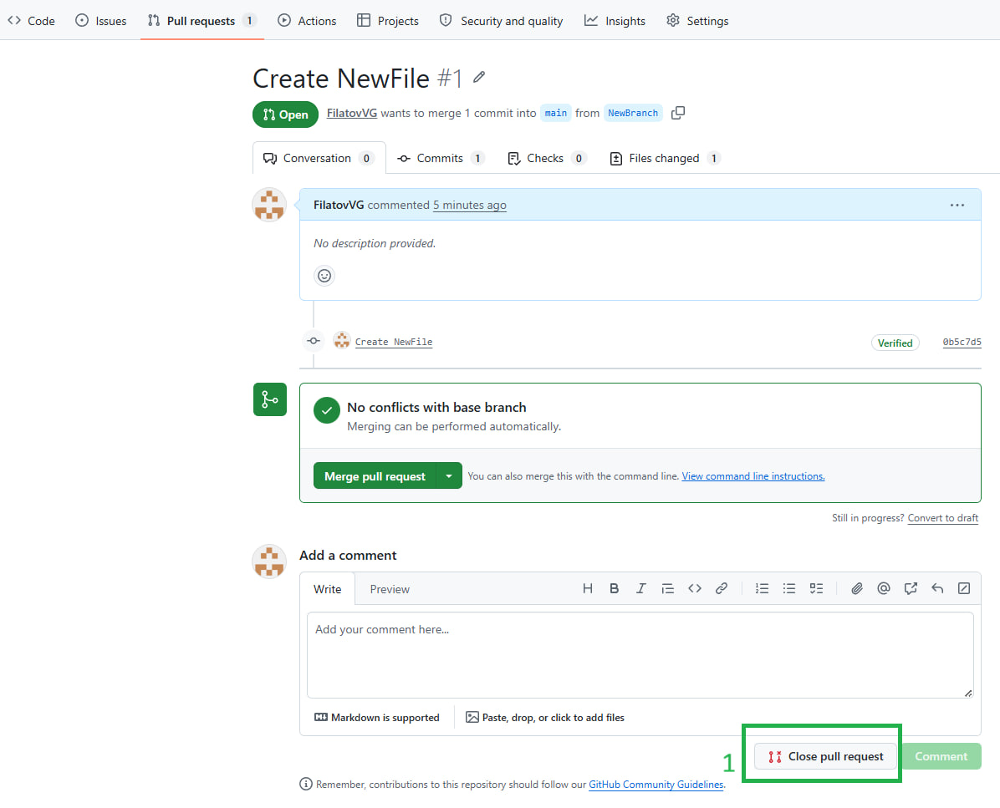 Code Issues Pull requests 1 Actions Projects Security and quality Insights Settings
Create NewFile #1
Open FilatovVG wants to merge 1 commit into main from NewBranch
Conversation 0 Commits 1 Checks 0 Files changed 1
FilatovVG commented 5 minutes ago
No description provided.
Create NewFile Verified 0b5c7d5
No conflicts with base branch
Merging can be performed automatically.
Merge pull request You can also merge this with the command line. View command line instructions.
Still in progress? Convert to draft
Add a comment
Write Preview
Add your comment here...
Markdown is supported Paste, drop, or click to add files
1 Close pull request Comment
Remember, contributions to this repository should follow our GitHub Community Guidelines.